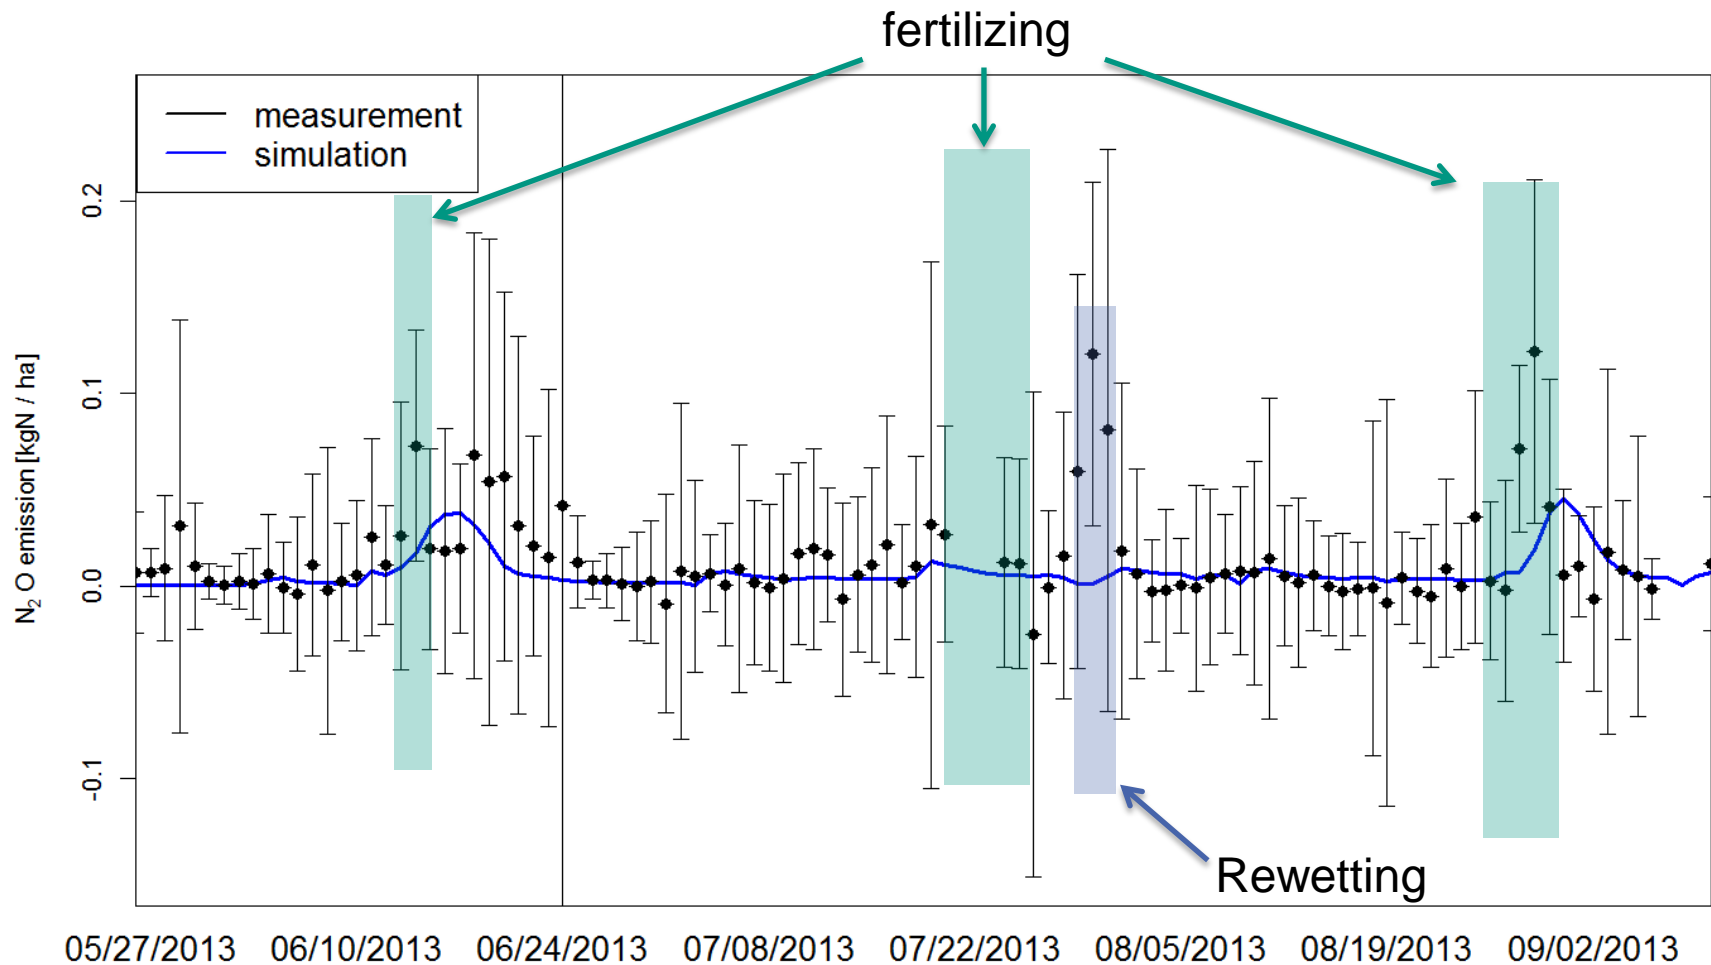 fertilizing
measurement
simulation
0.2
0.1
0.0
-0.1
N2 O emission [kgN / ha]
Rewetting
05/27/2013 06/10/2013 06/24/2013 07/08/2013 07/22/2013 08/05/2013 08/19/2013 09/02/2013